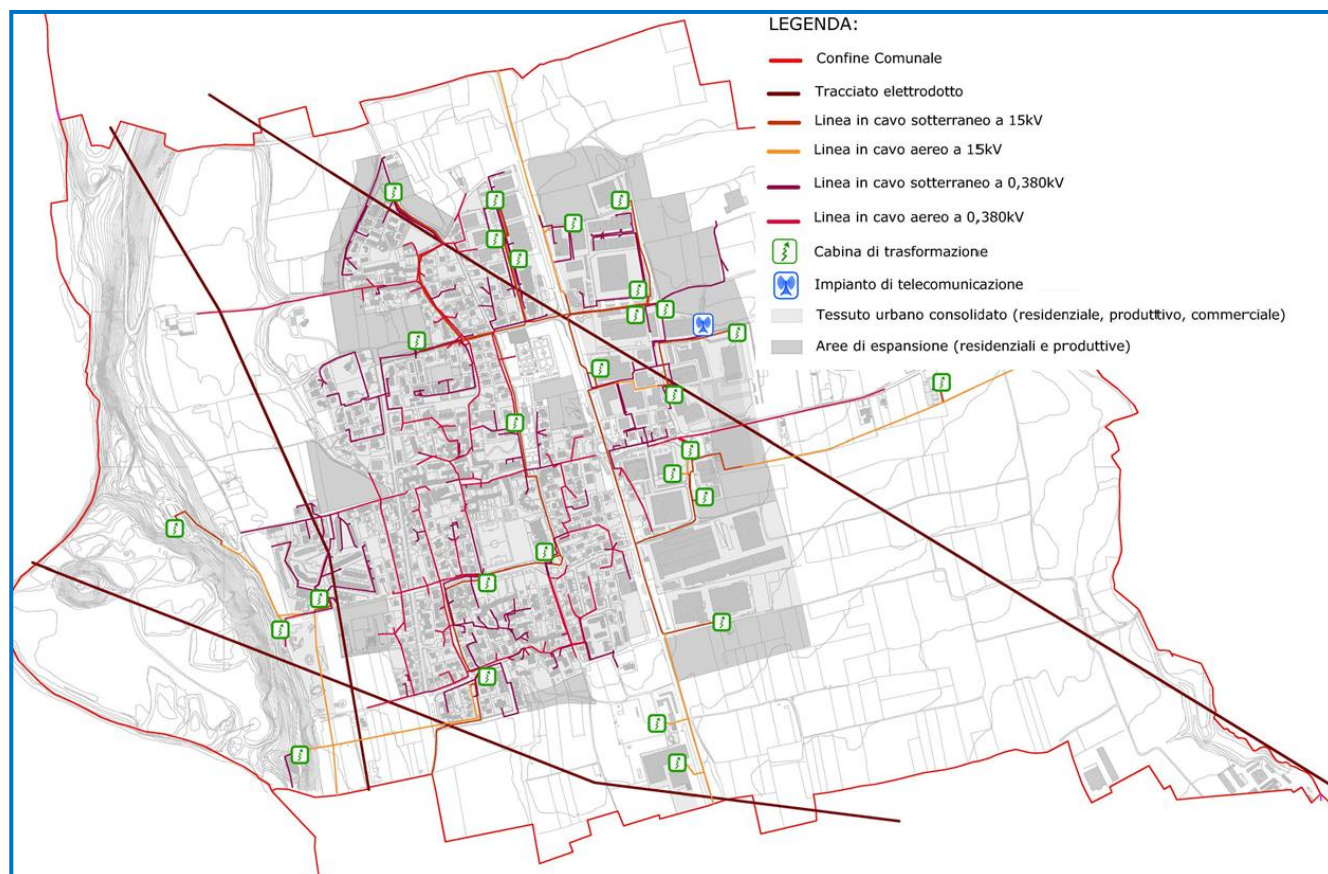 LEGENDA:
Confine Comunale
Tracciato elettrodotto
Linea in cavo sotterraneo a 15kV
Linea in cavo aereo a 15kV
Linea in cavo sotterraneo a 0,380kV
Linea in cavo aereo a 0,380kV
Cabina di trasformazione
Impianto di telecomunicazione
Tessuto urbano consolidato (residenziale, produttivo, commerciale)
Aree di espansione (residenziali e produttive)